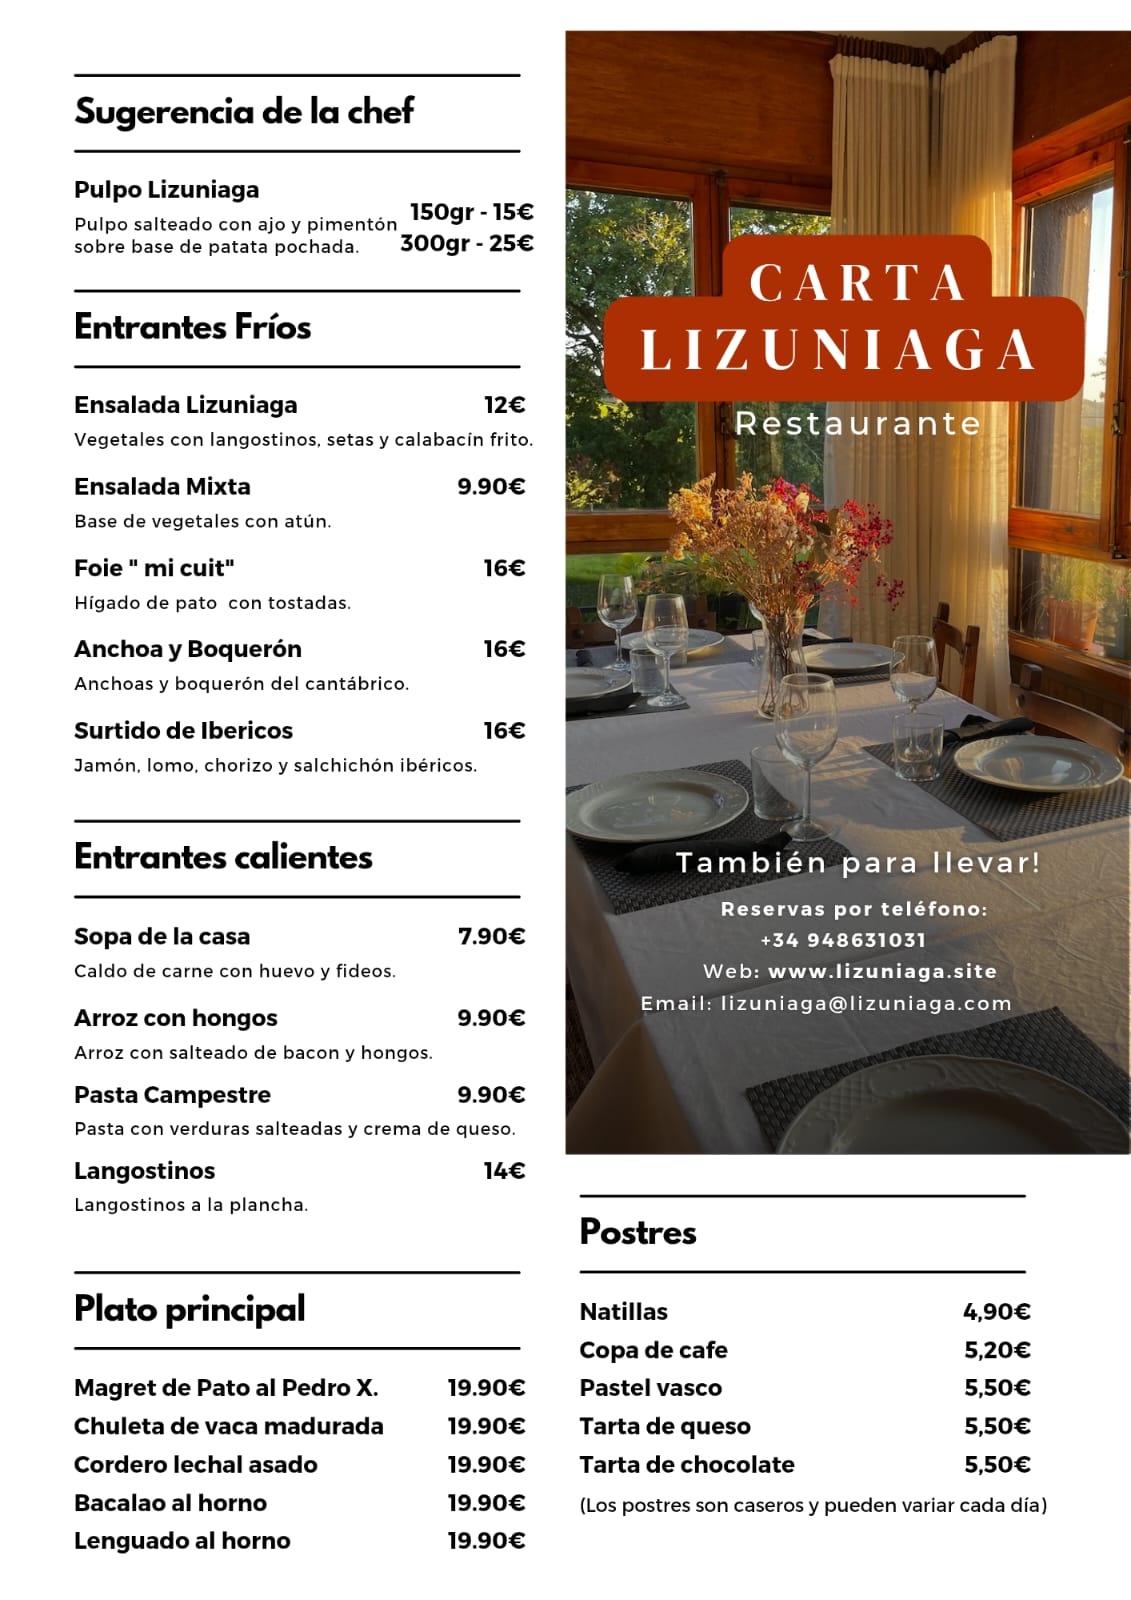 Sugerencia de la chef
Pulpo Lizuniaga
Pulpo salteado con ajo y pimentón
sobre base de patata pochada.
150gr - 15€
300gr - 25€
Entrantes Fríos
Ensalada Lizuniaga 12€
Vegetales con langostinos, setas y calabacín frito.
Ensalada Mixta 9.90€
Base de vegetales con atún.
Foie " mi cuit" 16€
Hígado de pato  con tostadas.
Anchoa y Boquerón 16€
Anchoas y boquerón del cantábrico.
Surtido de Ibericos 16€
Jamón, lomo, chorizo y salchichón ibéricos.
Entrantes calientes
Sopa de la casa 7.90€
Caldo de carne con huevo y fideos.
Arroz con hongos 9.90€
Arroz con salteado de bacon y hongos.
Pasta Campestre 9.90€
Pasta con verduras salteadas y crema de queso.
Langostinos 14€
Langostinos a la plancha.
Plato principal
Magret de Pato al Pedro X. 19.90€
Chuleta de vaca madurada 19.90€
Cordero lechal asado 19.90€
Bacalao al horno 19.90€
Lenguado al horno 19.90€
CARTA
LIZUNIAGA
Restaurante
También para llevar!
Reservas por teléfono:
+34 948631031
Web: www.lizuniaga.site
Email: lizuniaga@lizuniaga.com
Postres
Natillas 4,90€
Copa de cafe 5,20€
Pastel vasco 5,50€
Tarta de queso 5,50€
Tarta de chocolate 5,50€
(Los postres son caseros y pueden variar cada día)